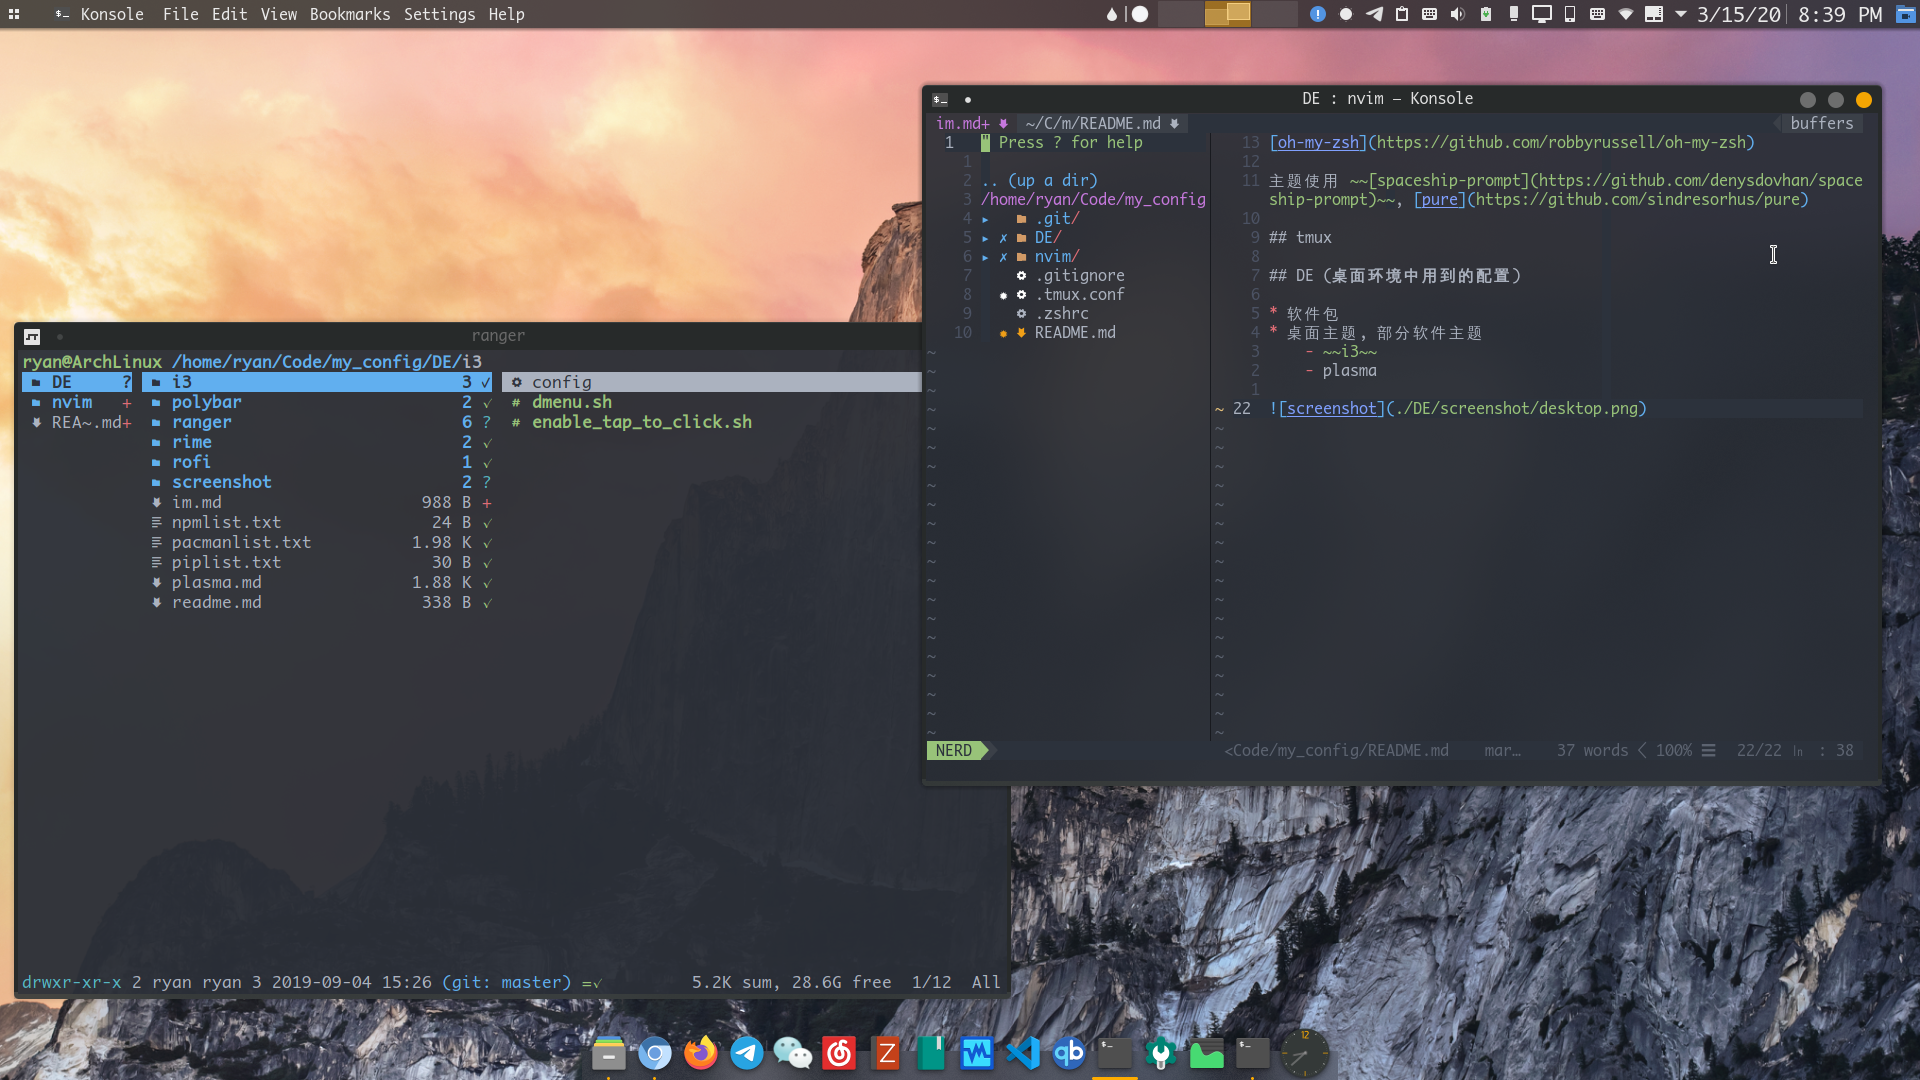 Konsole File Edit View Bookmarks Settings Help
3/15/20 8:39 PM
DE : nvim — Konsole
im.md+ ~/C/m/README.md buffers
1 " Press ? for help
1
2 .. (up a dir)
3 /home/ryan/Code/my_config
4 ▸ .git/
5 ▸ ✗ DE/
6 ▸ ✗ nvim/
7 .gitignore
8 .tmux.conf
9 .zshrc
10 README.md
13 [oh-my-zsh](https://github.com/robbyrussell/oh-my-zsh)
12
11 主题使用 ~~[spaceship-prompt](https://github.com/denysdovhan/space
ship-prompt)~~, [pure](https://github.com/sindresorhus/pure)
10
9 ## tmux
8
7 ## DE（桌面环境中用到的配置）
6
5 * 软件包
4 * 桌面主题，部分软件主题
3 - ~~i3~~
2 - plasma
1
~ 22 ![screenshot](./DE/screenshot/desktop.png)
NERD <Code/my_config/README.md mar… 37 words 100% ☰ 22/22 ln : 38
ranger
ryan@ArchLinux /home/ryan/Code/my_config/DE/i3
DE ?
nvim +
REA~.md+
i3 3 ✓
polybar 2 ✓
ranger 6 ?
rime 2 ✓
rofi 1 ✓
screenshot 2 ?
im.md 988 B +
npmlist.txt 24 B ✓
pacmanlist.txt 1.98 K ✓
piplist.txt 30 B ✓
plasma.md 1.88 K ✓
readme.md 338 B ✓
config
# dmenu.sh
# enable_tap_to_click.sh
drwxr-xr-x 2 ryan ryan 3 2019-09-04 15:26 (git: master) =✓ 5.2K sum, 28.6G free 1/12 All
Z
qb
12